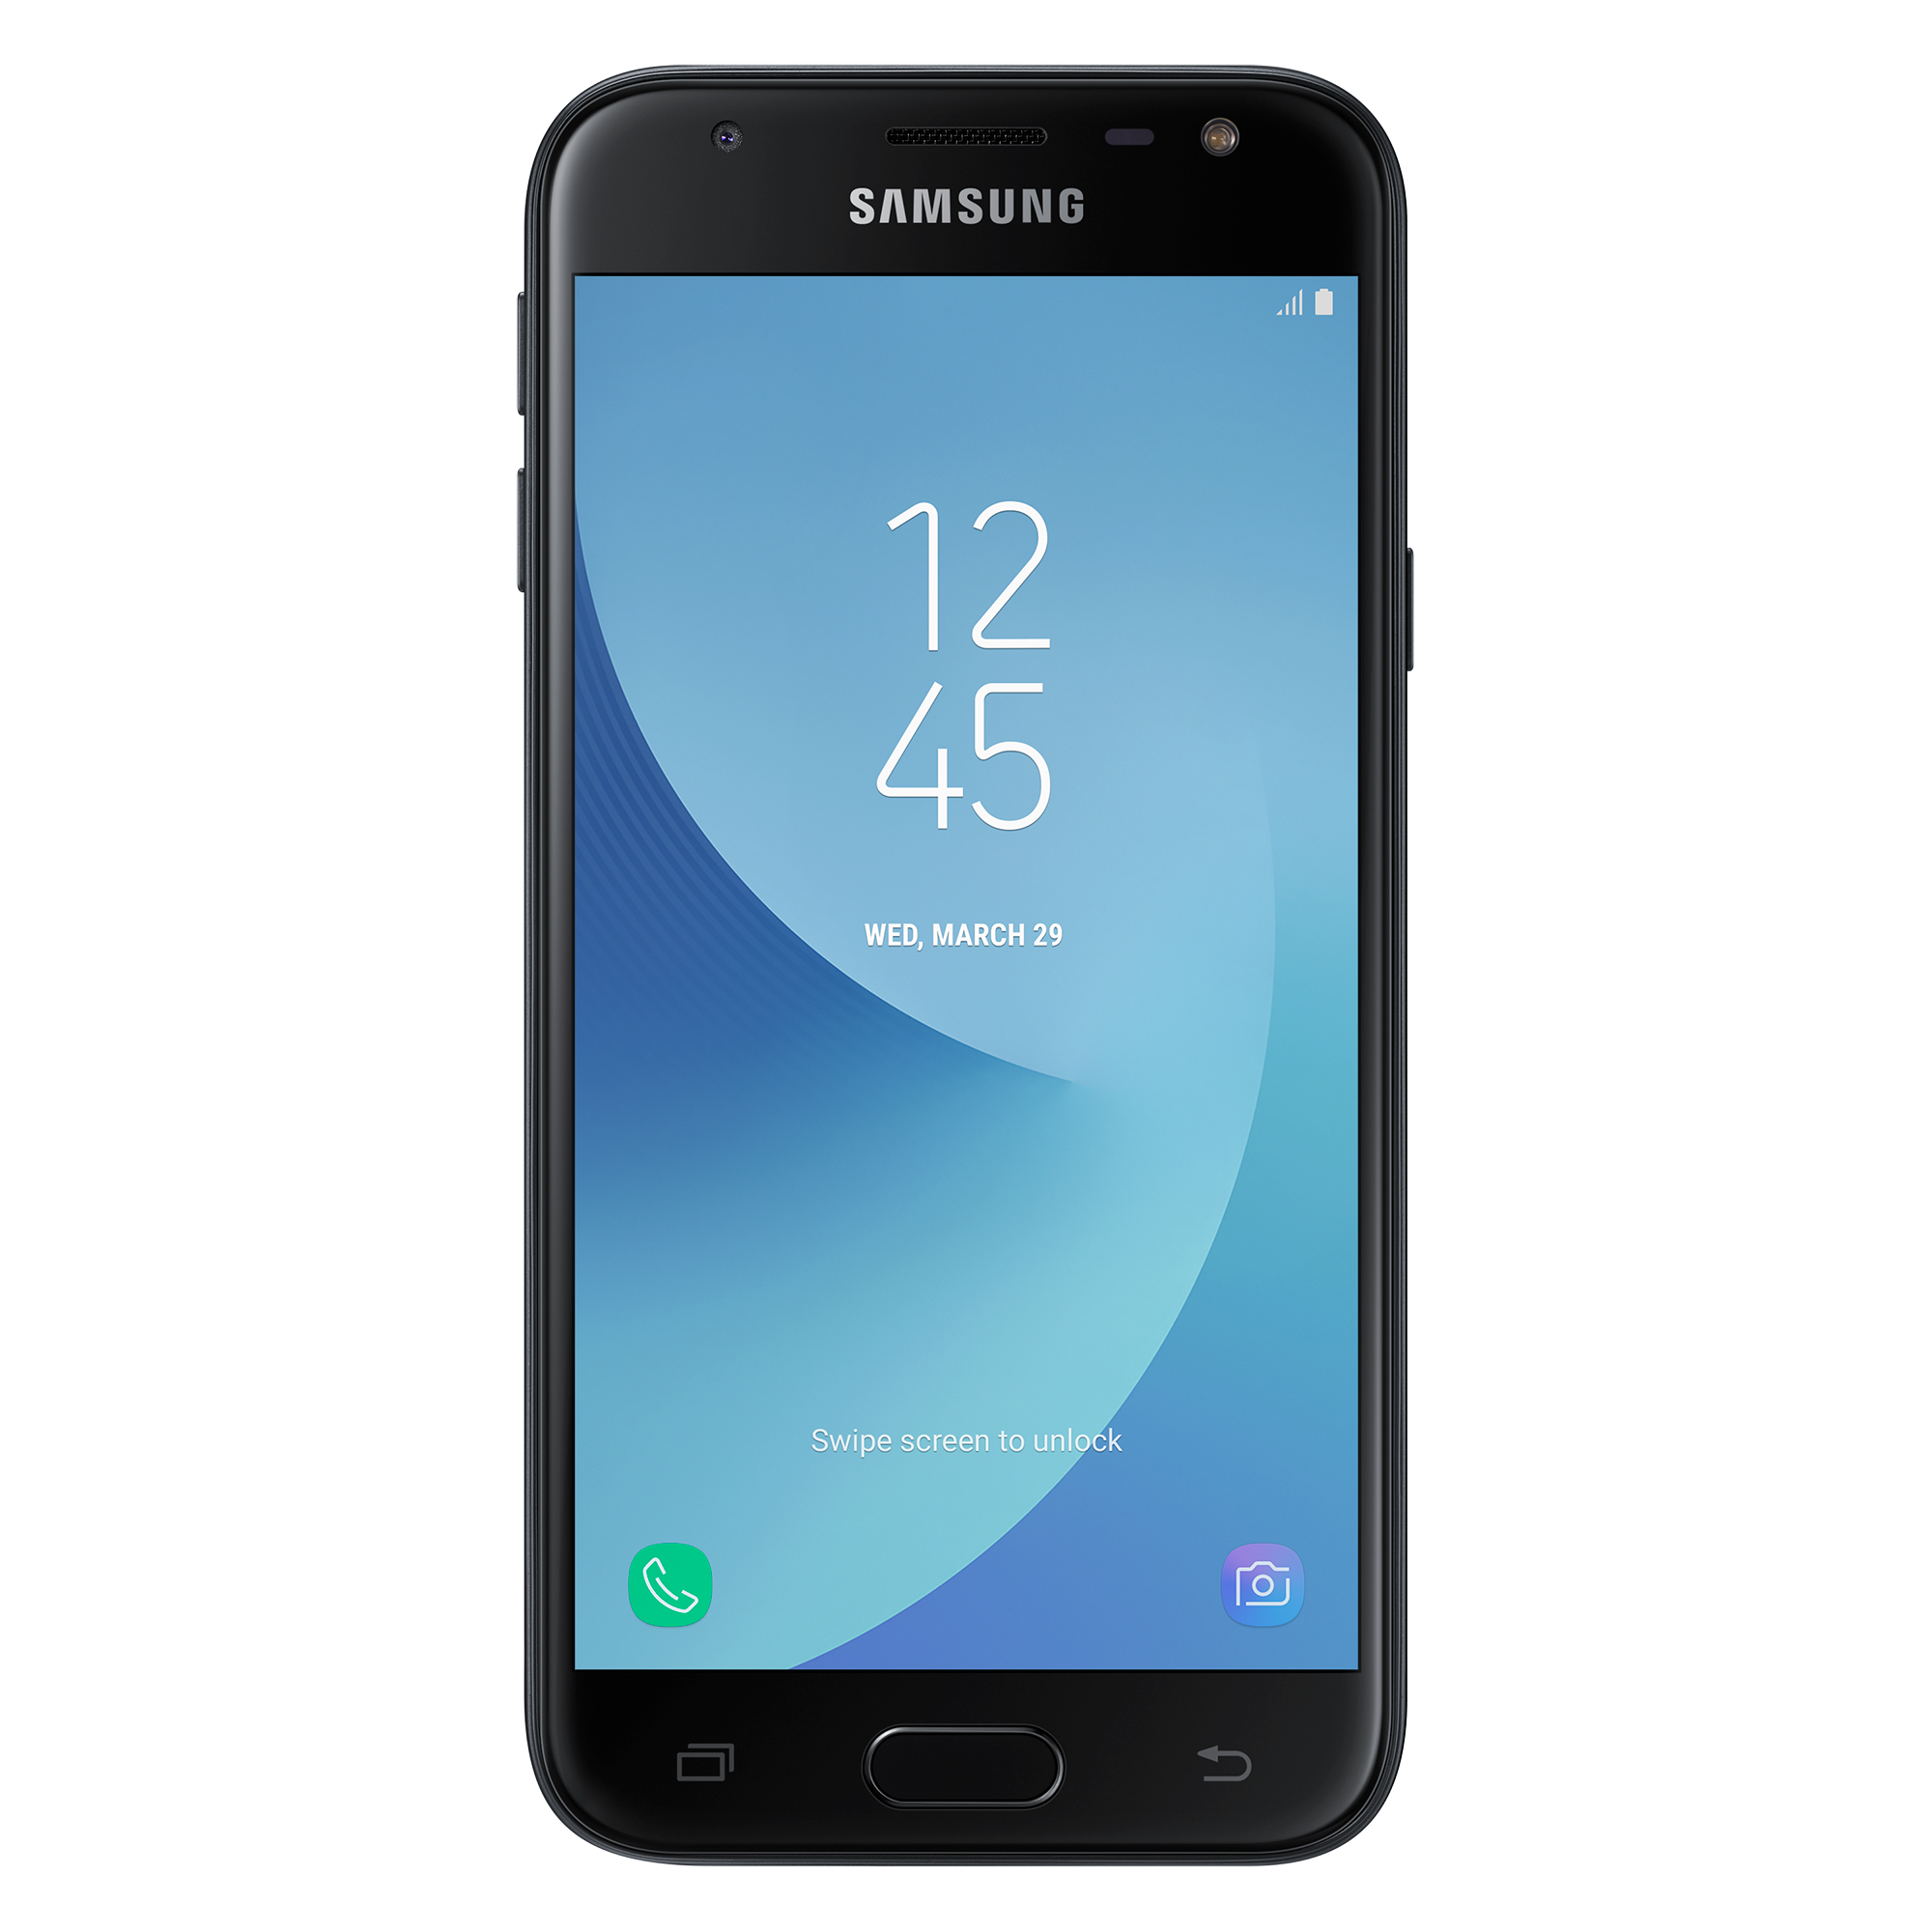 SAMSUNG
12
45
WED, MARCH 29
Swipe screen to unlock